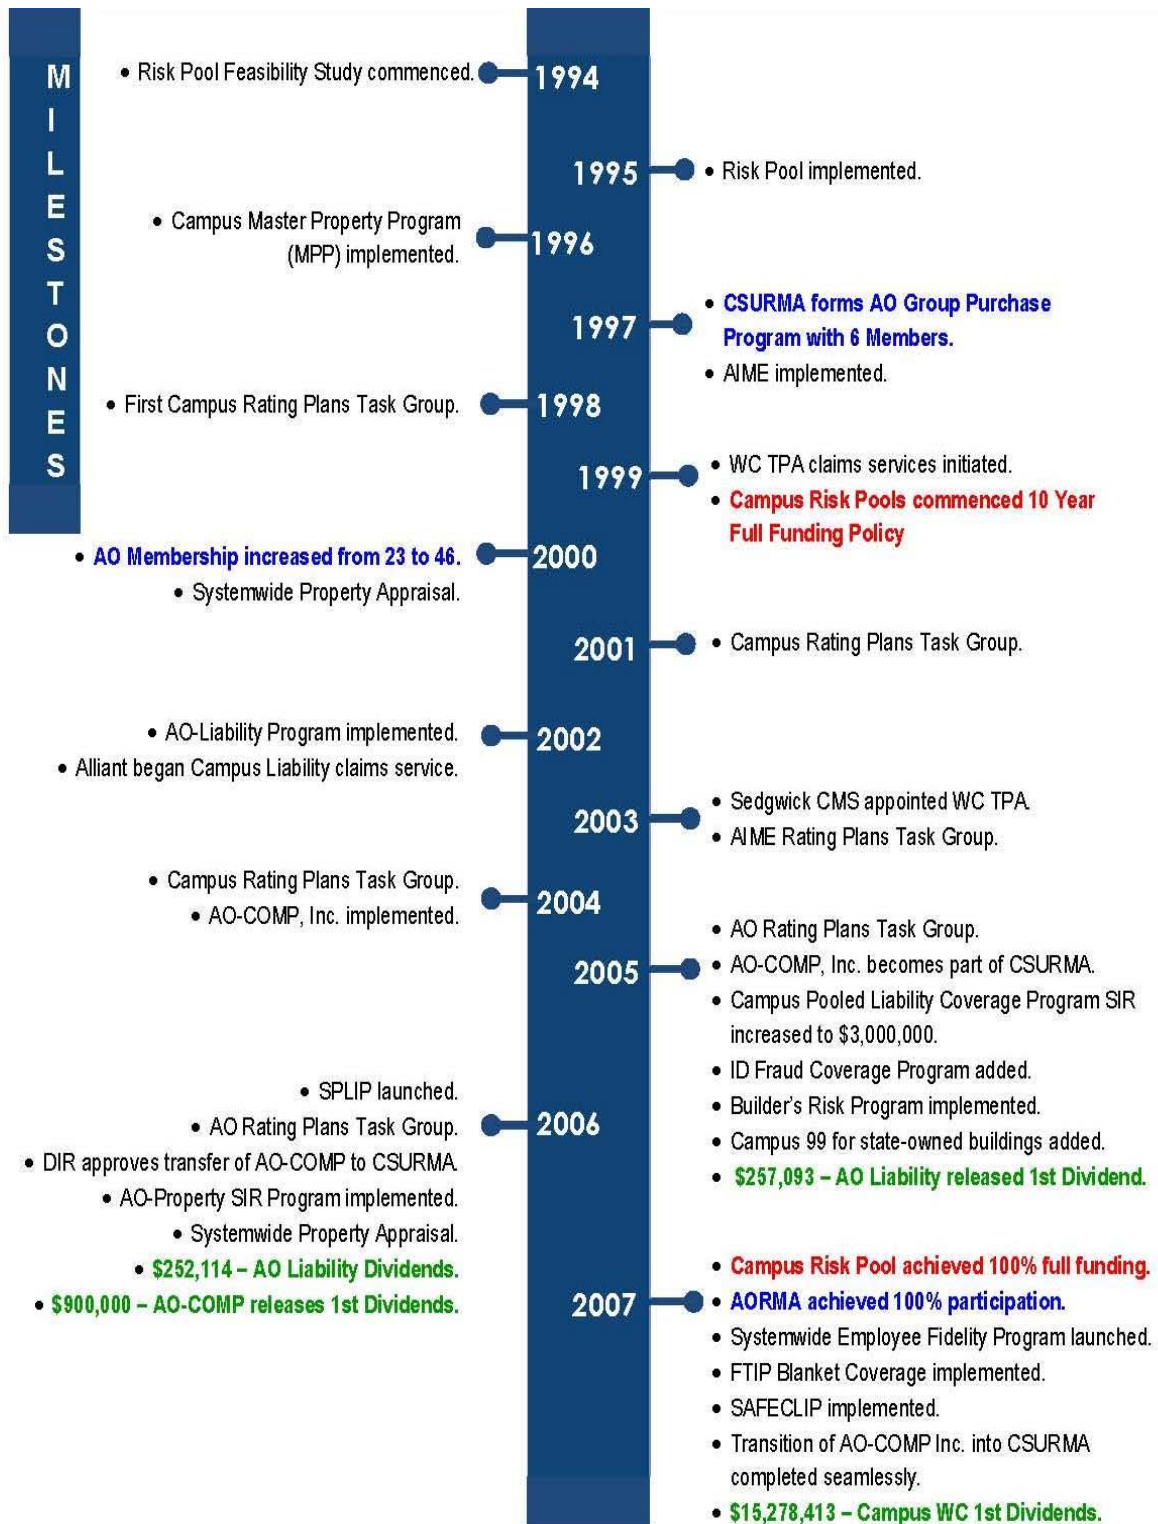 MILESTONES
• Risk Pool Feasibility Study commenced.
1994
1995
• Risk Pool implemented.
• Campus Master Property Program
(MPP) implemented.
1996
1997
• CSURMA forms AO Group Purchase
Program with 6 Members.
• AIME implemented.
• First Campus Rating Plans Task Group.
1998
1999
• WC TPA claims services initiated.
• Campus Risk Pools commenced 10 Year
Full Funding Policy
• AO Membership increased from 23 to 46.
• Systemwide Property Appraisal.
2000
2001
• Campus Rating Plans Task Group.
• AO-Liability Program implemented.
• Alliant began Campus Liability claims service.
2002
2003
• Sedgwick CMS appointed WC TPA.
• AIME Rating Plans Task Group.
• Campus Rating Plans Task Group.
• AO-COMP, Inc. implemented.
2004
2005
• AO Rating Plans Task Group.
• AO-COMP, Inc. becomes part of CSURMA.
• Campus Pooled Liability Coverage Program SIR
increased to $3,000,000.
• ID Fraud Coverage Program added.
• Builder's Risk Program implemented.
• Campus 99 for state-owned buildings added.
• $257,093 – AO Liability released 1st Dividend.
• SPLIP launched.
• AO Rating Plans Task Group.
• DIR approves transfer of AO-COMP to CSURMA.
• AO-Property SIR Program implemented.
• Systemwide Property Appraisal.
• $252,114 – AO Liability Dividends.
• $900,000 – AO-COMP releases 1st Dividends.
2006
2007
• Campus Risk Pool achieved 100% full funding.
• AORMA achieved 100% participation.
• Systemwide Employee Fidelity Program launched.
• FTIP Blanket Coverage implemented.
• SAFECLIP implemented.
• Transition of AO-COMP Inc. into CSURMA
completed seamlessly.
• $15,278,413 – Campus WC 1st Dividends.